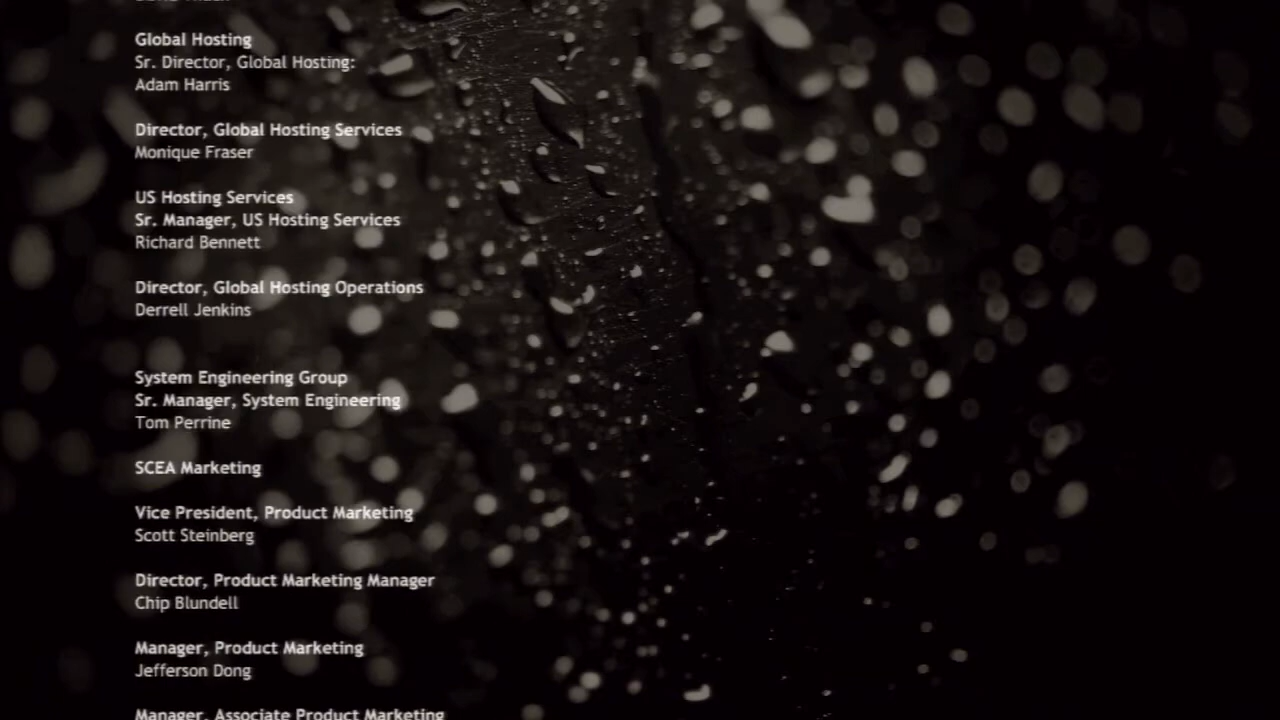 Global Hosting
Sr. Director, Global Hosting:
Adam Harris
Director, Global Hosting Services
Monique Fraser
US Hosting Services
Sr. Manager, US Hosting Services
Richard Bennett
Director, Global Hosting Operations
Derrell Jenkins
System Engineering Group
Sr. Manager, System Engineering
Tom Perrine
SCEA Marketing
Vice President, Product Marketing
Scott Steinberg
Director, Product Marketing Manager
Chip Blundell
Manager, Product Marketing
Jefferson Dong
Manager, Associate Product Marketing